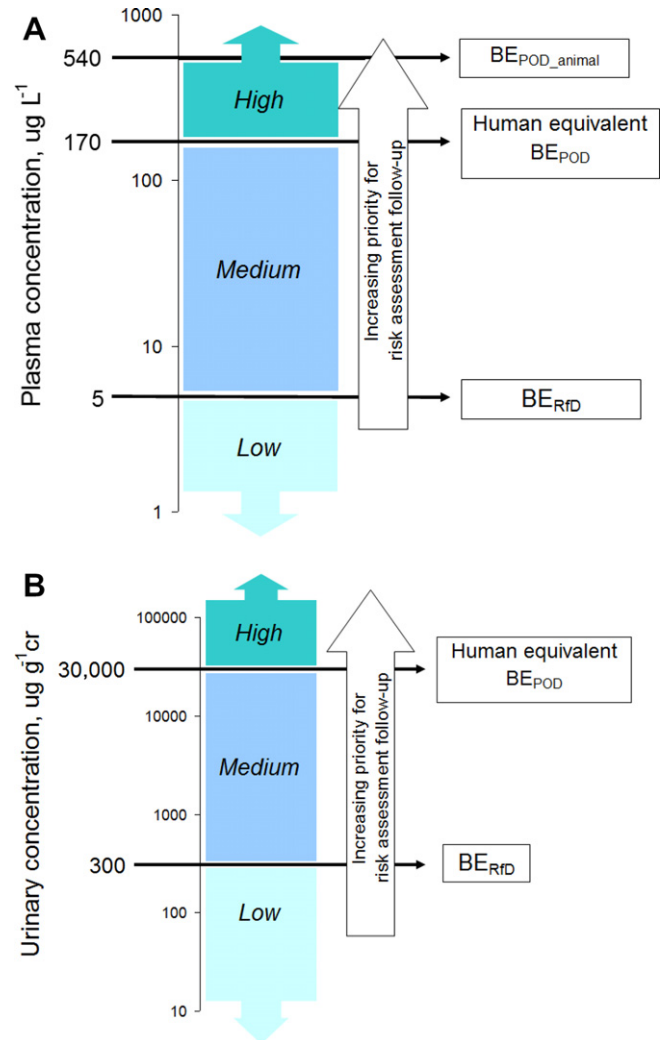 A
Plasma concentration, ug L⁻¹
1000
540
170
100
10
5
1
High
Medium
Low
Increasing priority for
risk assessment follow-up
BE_POD_animal
Human equivalent
BE_POD
BE_RfD
B
Urinary concentration, ug g⁻¹cr
100000
30,000
10000
1000
300
100
10
High
Medium
Low
Increasing priority for
risk assessment follow-up
Human equivalent
BE_POD
BE_RfD